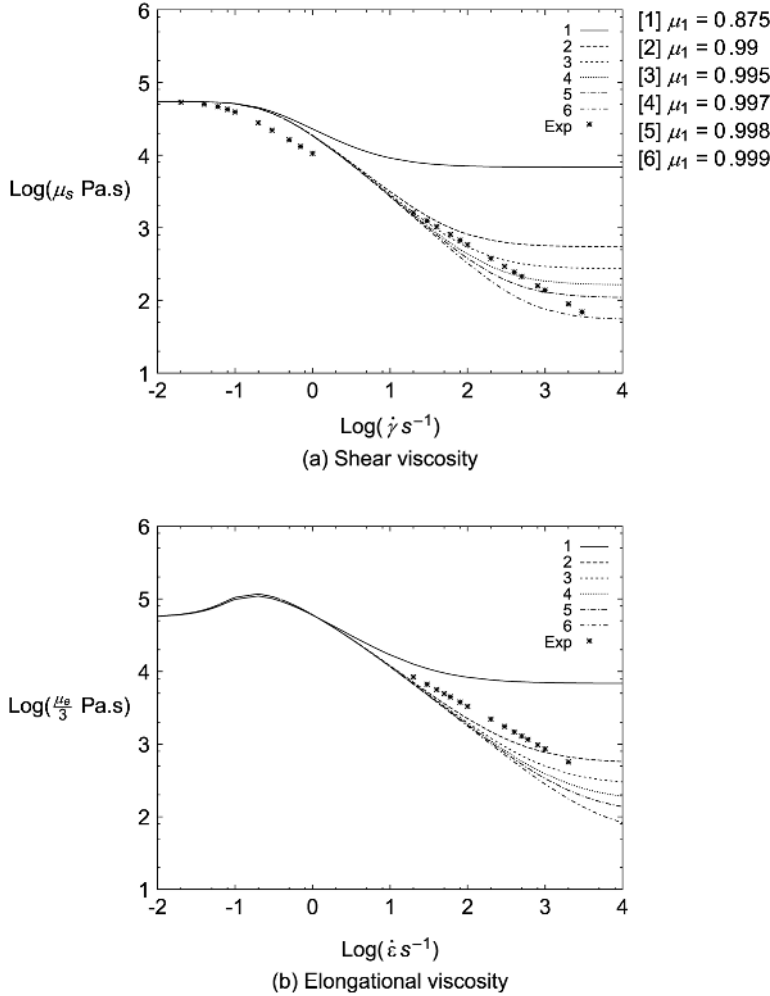 6
5
4
3
2
1
Log(μs Pa.s)
1
2
3
4
5
6
Exp
[1] μ1 = 0.875
[2] μ1 = 0.99
[3] μ1 = 0.995
[4] μ1 = 0.997
[5] μ1 = 0.998
[6] μ1 = 0.999
-2 -1 0 1 2 3 4
Log(γ̇ s⁻¹)
(a) Shear viscosity
6
5
4
3
2
1
Log(μe/3 Pa.s)
1
2
3
4
5
6
Exp
-2 -1 0 1 2 3 4
Log(ε̇ s⁻¹)
(b) Elongational viscosity